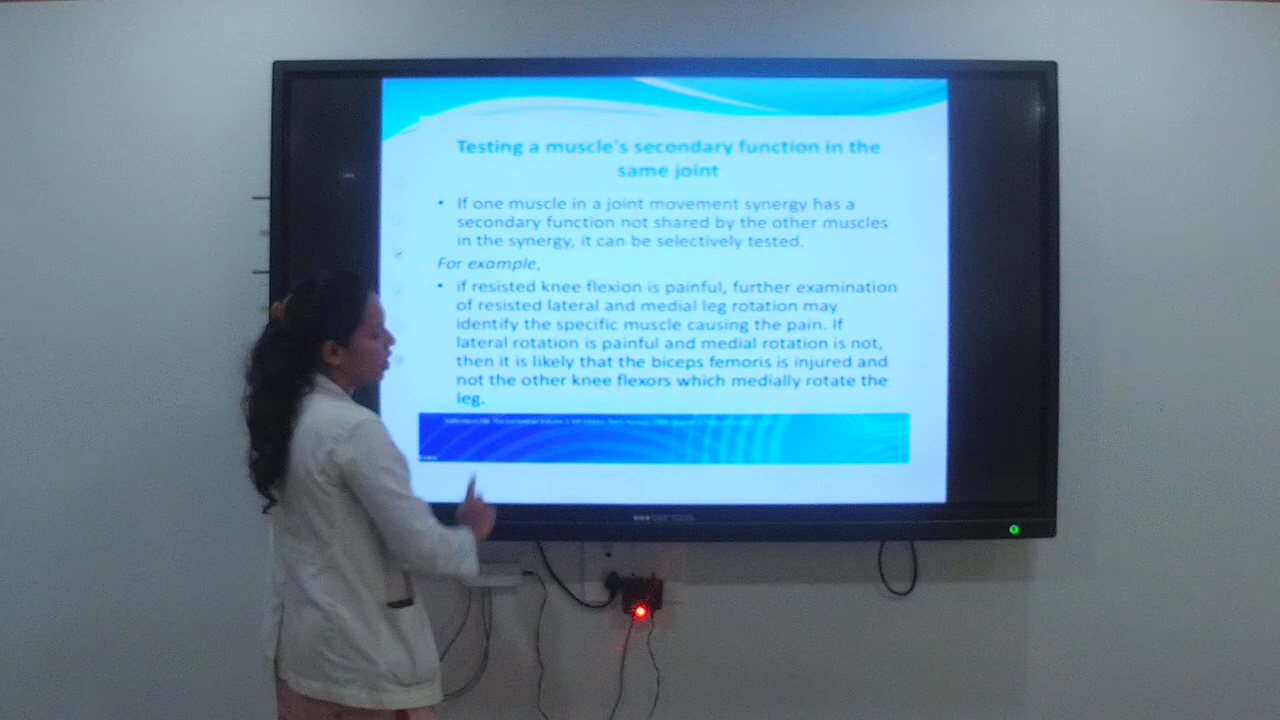 Testing a muscle's secondary function in the
same joint
• If one muscle in a joint movement synergy has a
secondary function not shared by the other muscles
in the synergy, it can be selectively tested.
For example,
• if resisted knee flexion is painful, further examination
of resisted lateral and medial leg rotation may
identify the specific muscle causing the pain. If
lateral rotation is painful and medial rotation is not,
then it is likely that the biceps femoris is injured and
not the other knee flexors which medially rotate the
leg.